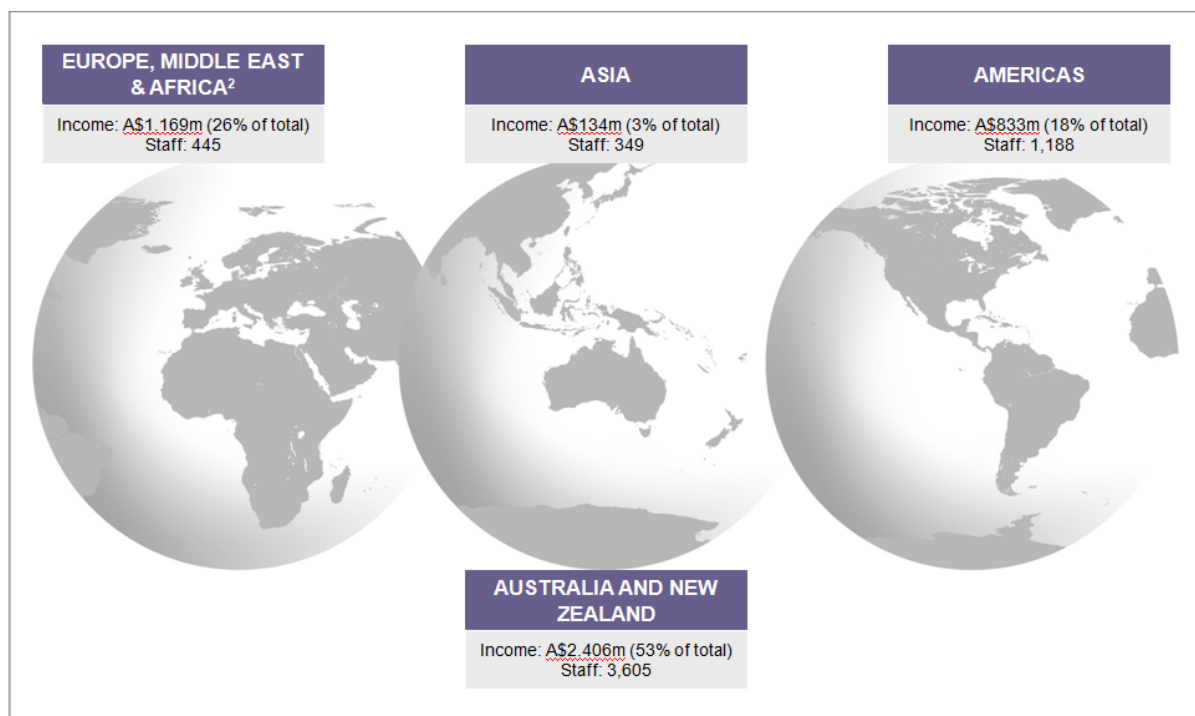 EUROPE, MIDDLE EAST
& AFRICA²
Income: A$1.169m (26% of total)
Staff: 445
ASIA
Income: A$134m (3% of total)
Staff: 349
AMERICAS
Income: A$833m (18% of total)
Staff: 1,188
AUSTRALIA AND NEW
ZEALAND
Income: A$2.406m (53% of total)
Staff: 3,605